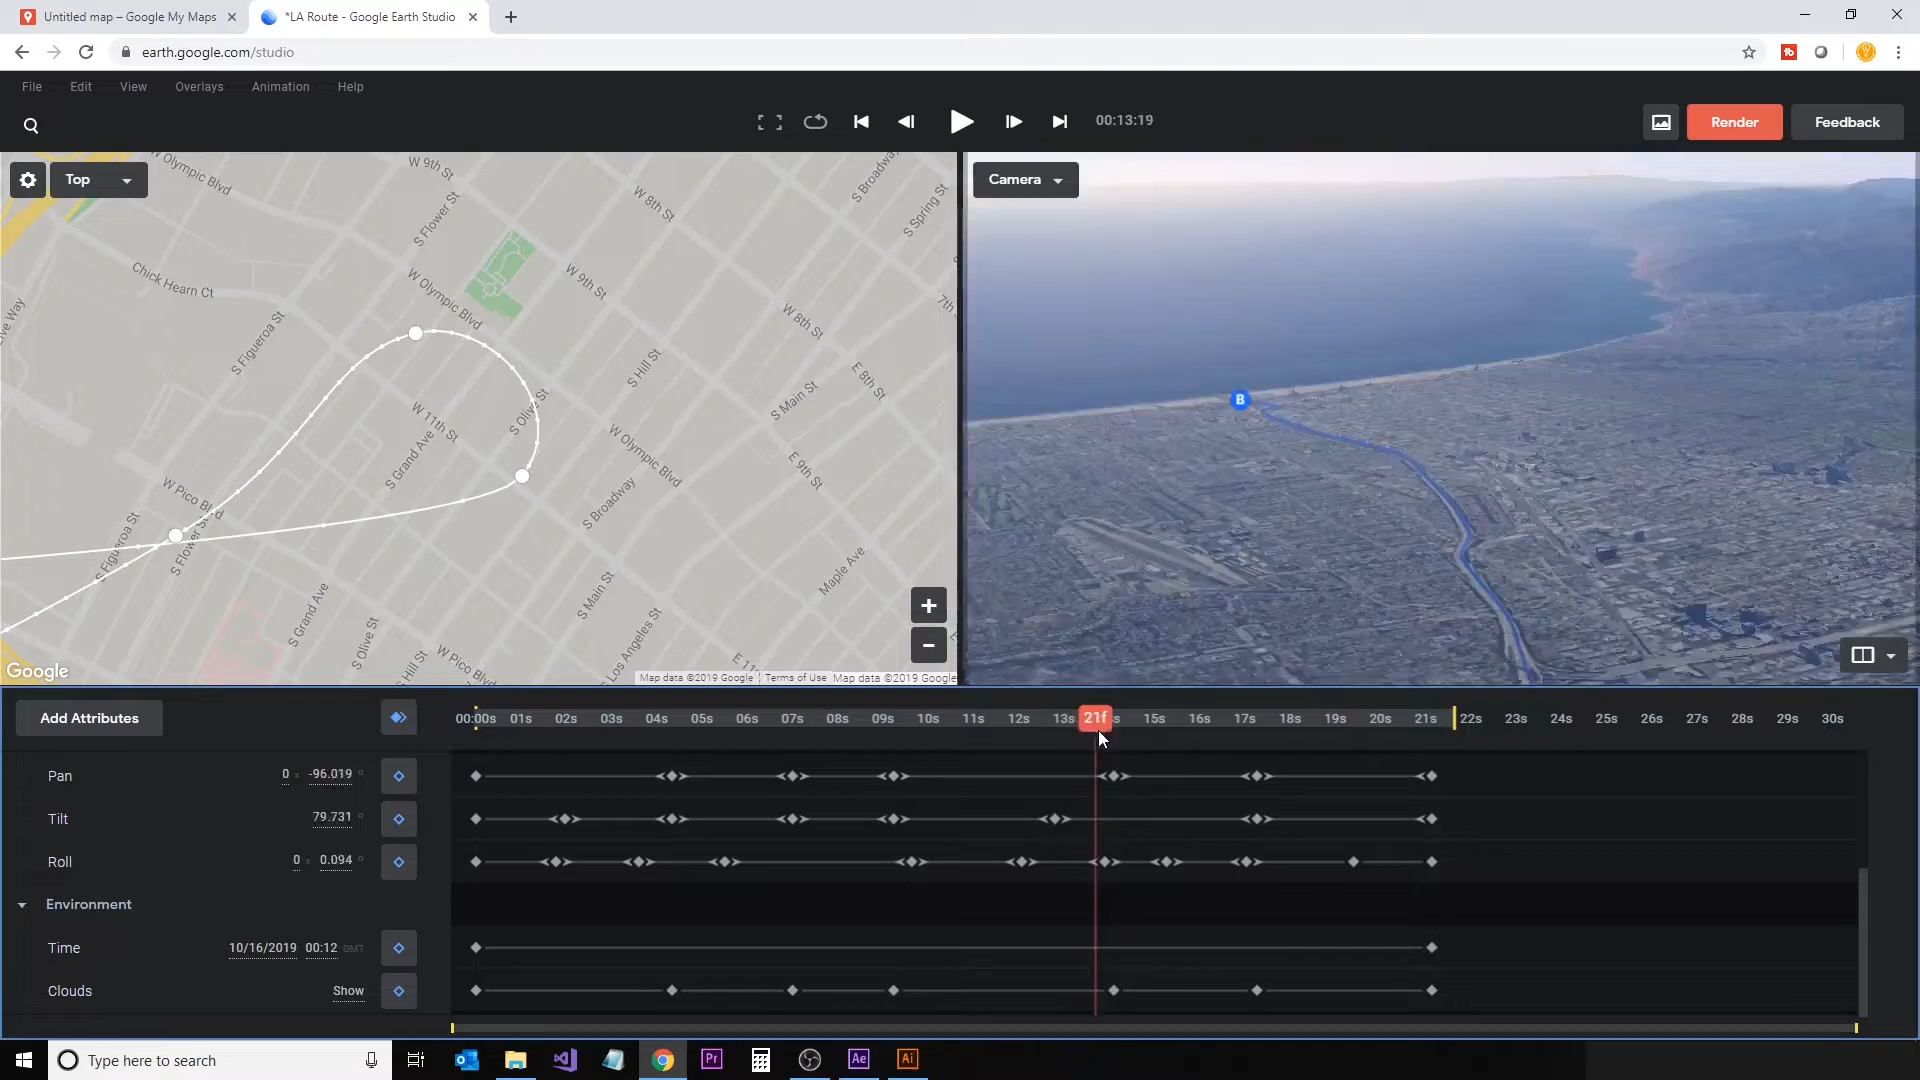 Untitled map – Google My Maps
*LA Route - Google Earth Studio
earth.google.com/studio
File Edit View Overlays Animation Help
00:13:19
Render
Feedback
Top
Camera
W Olympic Blvd
W 9th St
S Flower St
W 8th St
S Broadway
S Spring St
Chick Hearn Ct
W Olympic Blvd
W 9th St
S Figueroa St
W 8th St
7th
S Hill St
E 8th St
S Main St
W 11th St
S Olive St
S Grand Ave
W Olympic Blvd
E 9th St
W Pico Blvd
S Broadway
S Figueroa St
S Flower St
Maple Ave
S Main St
S Grand Ave
S Olive St
S Los Angeles St
S Hill St
W Pico Blvd
E 11
B
Google
Map data ©2019 Google
Terms of Use
Map data ©2019 Google
Add Attributes
00:00s 01s 02s 03s 04s 05s 06s 07s 08s 09s 10s 11s 12s 13s 21f s 15s 16s 17s 18s 19s 20s 21s 22s 23s 24s 25s 26s 27s 28s 29s 30s
Pan 0 x -96.019 °
Tilt 79.731 °
Roll 0 x 0.094 °
Environment
Time 10/16/2019 00:12 GMT
Clouds Show
Type here to search
Pr
Ae
Ai